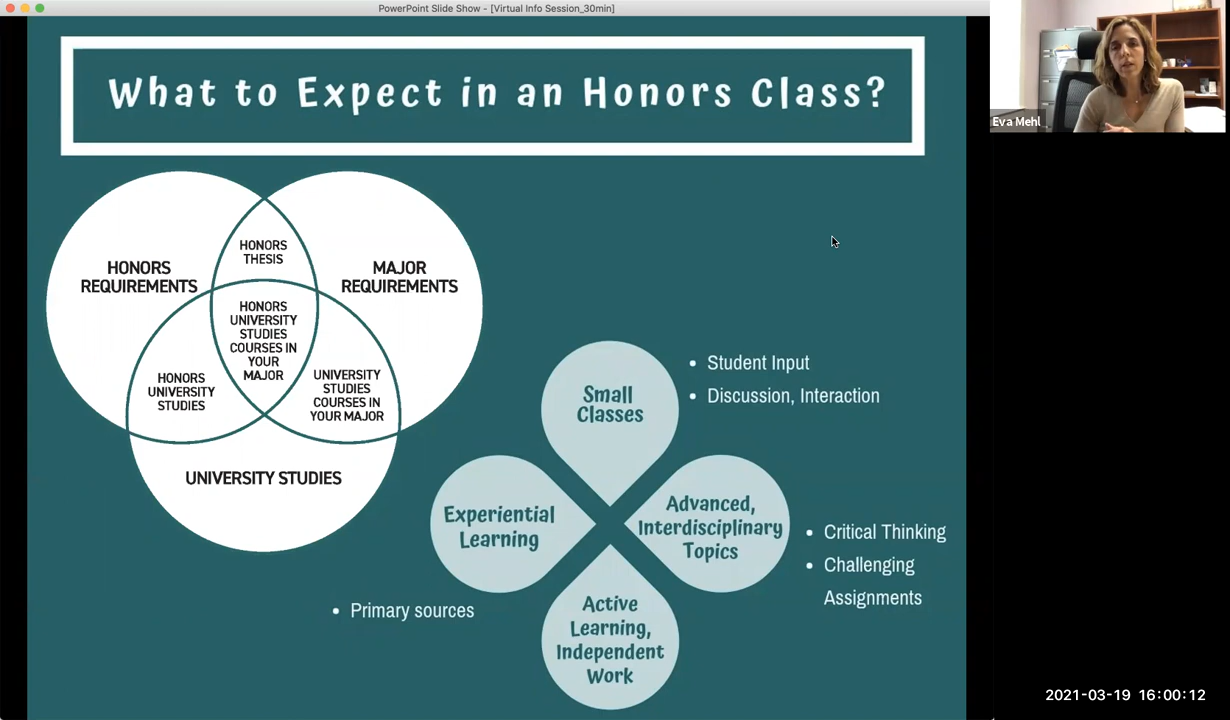 PowerPoint Slide Show - [Virtual Info Session_30min]
What to Expect in an Honors Class?
Eva Mehl
HONORS
REQUIREMENTS
HONORS
THESIS
MAJOR
REQUIREMENTS
HONORS
UNIVERSITY
STUDIES
COURSES IN
YOUR
MAJOR
HONORS
UNIVERSITY
STUDIES
UNIVERSITY
STUDIES
COURSES IN
YOUR MAJOR
UNIVERSITY STUDIES
Small
Classes
• Student Input
• Discussion, Interaction
Experiential
Learning
Advanced,
Interdisciplinary
Topics
• Critical Thinking
• Challenging
Assignments
• Primary sources
Active
Learning,
Independent
Work
2021-03-19 16:00:12